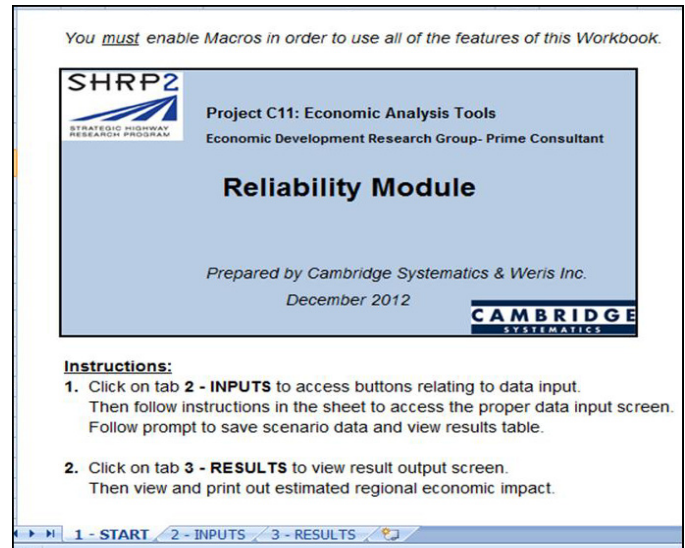 You must enable Macros in order to use all of the features of this Workbook.
SHRP2
STRATEGIC HIGHWAY
RESEARCH PROGRAM
Project C11: Economic Analysis Tools
Economic Development Research Group- Prime Consultant
Reliability Module
Prepared by Cambridge Systematics & Weris Inc.
December 2012
CAMBRIDGE
SYSTEMATICS
Instructions:
1. Click on tab 2 - INPUTS to access buttons relating to data input.
Then follow instructions in the sheet to access the proper data input screen.
Follow prompt to save scenario data and view results table.
2. Click on tab 3 - RESULTS to view result output screen.
Then view and print out estimated regional economic impact.
1 - START 2 - INPUTS 3 - RESULTS